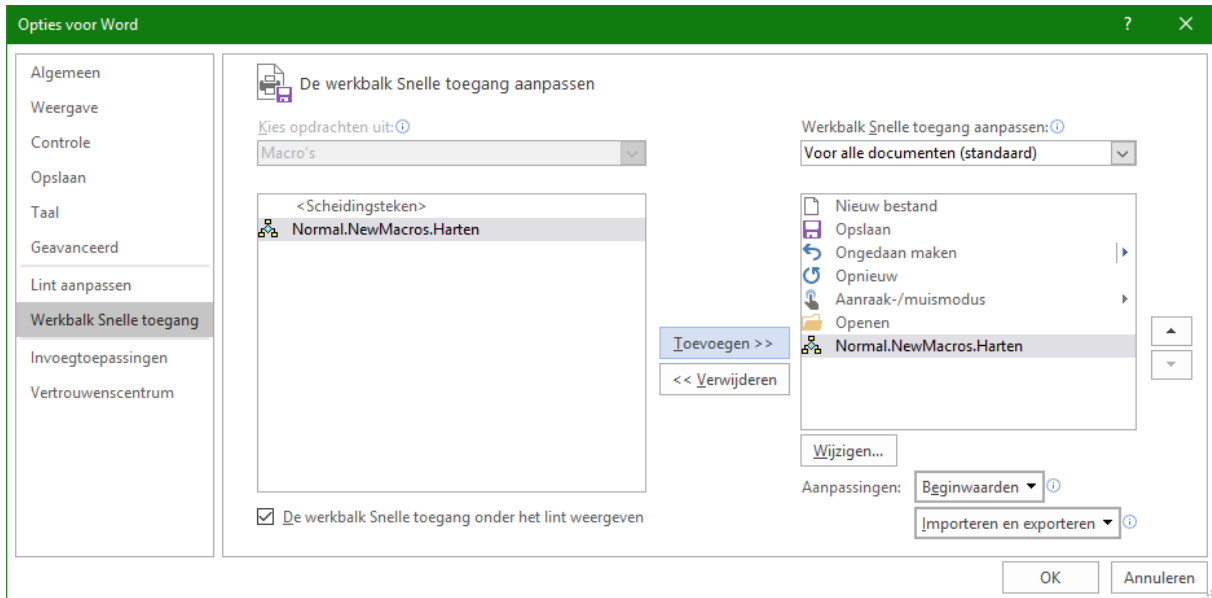 Opties voor Word
?
Algemeen
Weergave
Controle
Opslaan
Taal
Geavanceerd
Lint aanpassen
Werkbalk Snelle toegang
Invoegtoepassingen
Vertrouwenscentrum
De werkbalk Snelle toegang aanpassen
Kies opdrachten uit:
Macro's
<Scheidingsteken>
Normal.NewMacros.Harten
De werkbalk Snelle toegang onder het lint weergeven
Toevoegen >>
<< Verwijderen
Werkbalk Snelle toegang aanpassen:
Voor alle documenten (standaard)
Nieuw bestand
Opslaan
Ongedaan maken
Opnieuw
Aanraak-/muismodus
Openen
Normal.NewMacros.Harten
Wijzigen...
Aanpassingen: Beginwaarden
Importeren en exporteren
OK Annuleren